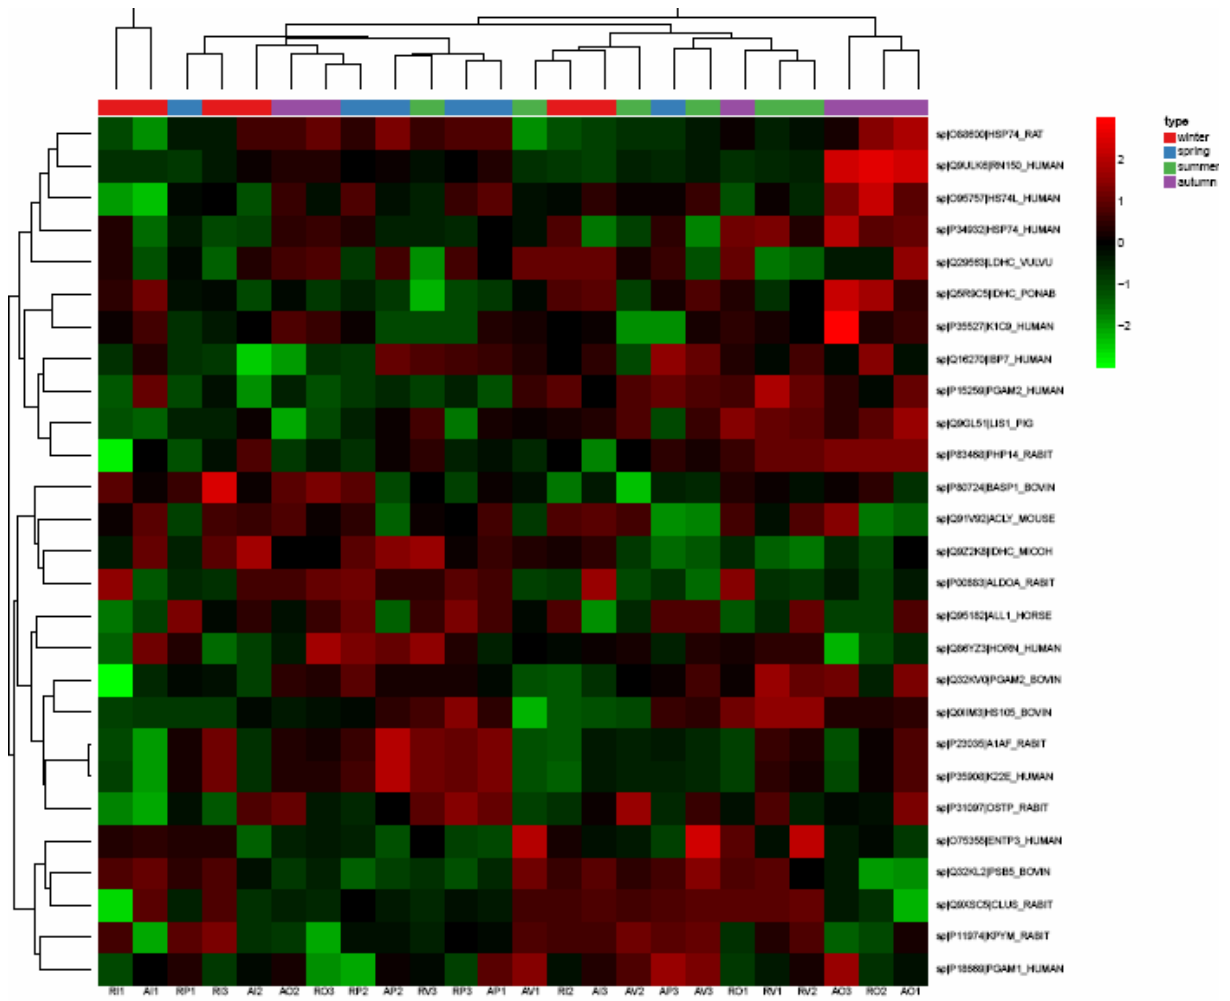 type
winter
spring
summer
autumn
2
1
0
−1
−2
sp|O88600|HSP74_RAT
sp|Q9ULK6|RN150_HUMAN
sp|O95757|HS74L_HUMAN
sp|P34932|HSP74_HUMAN
sp|Q29563|LDHC_VULVU
sp|Q5R9C5|IDHC_PONAB
sp|P35527|K1C9_HUMAN
sp|Q16270|IBP7_HUMAN
sp|P15259|PGAM2_HUMAN
sp|Q9GL51|LIS1_PIG
sp|P83468|PHP14_RABIT
sp|P80724|BASP1_BOVIN
sp|Q91V92|ACLY_MOUSE
sp|Q9Z2K8|IDHC_MICOH
sp|P00883|ALDOA_RABIT
sp|Q95182|ALL1_HORSE
sp|Q86YZ3|HORN_HUMAN
sp|Q32KV0|PGAM2_BOVIN
sp|Q0IIM3|HS105_BOVIN
sp|P23035|A1AF_RABIT
sp|P35908|K22E_HUMAN
sp|P31097|OSTP_RABIT
sp|O75355|ENTP3_HUMAN
sp|Q32KL2|PSB5_BOVIN
sp|Q9XSC5|CLUS_RABIT
sp|P11974|KPYM_RABIT
sp|P18669|PGAM1_HUMAN
RI1 AI1 RP1 RI3 AI2 AO2 RO3 RP2 AP2 RV3 RP3 AP1 AV1 RI2 AI3 AV2 AP3 AV3 RO1 RV1 RV2 AO3 RO2 AO1